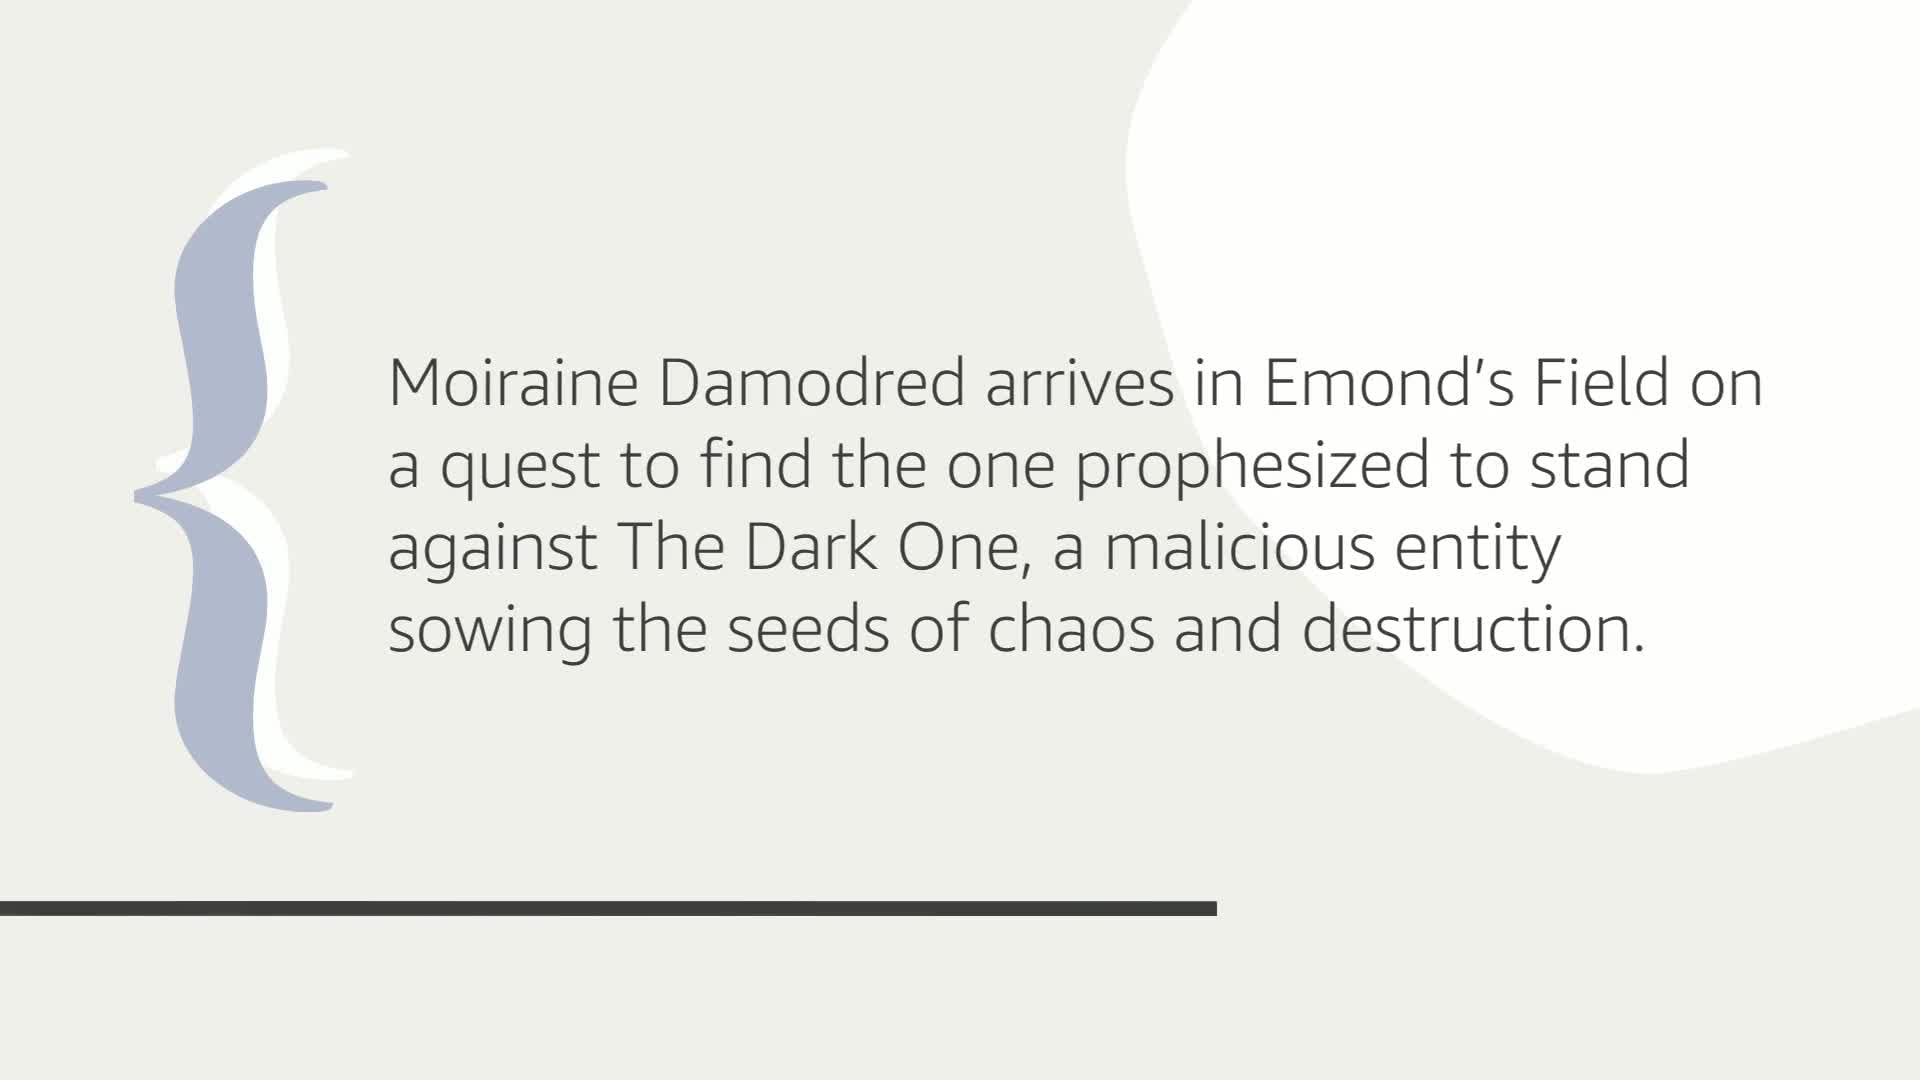 Moiraine Damodred arrives in Emond’s Field on
a quest to find the one prophesized to stand
against The Dark One, a malicious entity
sowing the seeds of chaos and destruction.